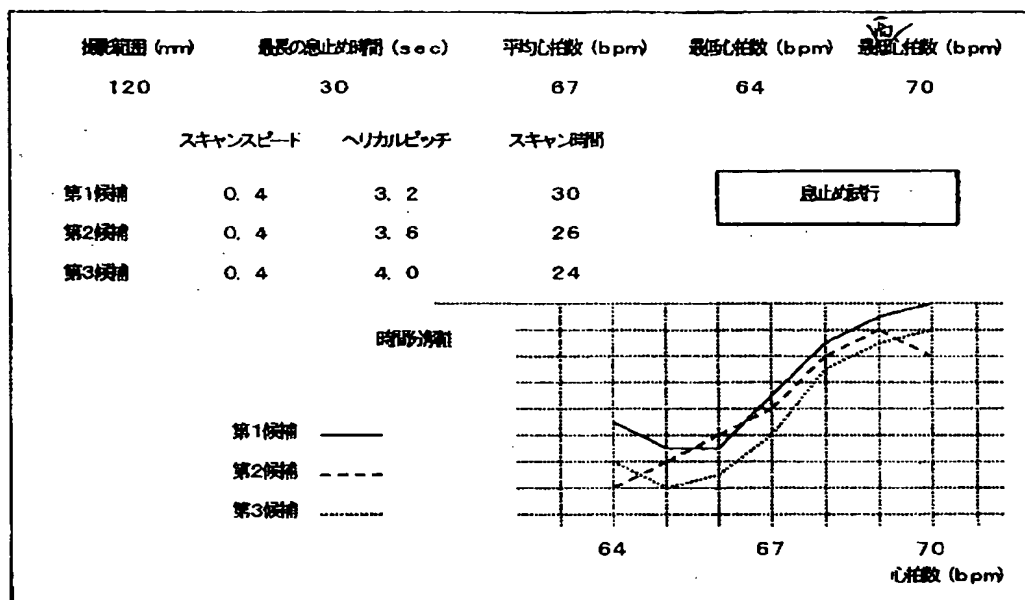 撮影範囲 (mm) 最長の息止め時間 (sec) 平均心拍数 (bpm) 最低心拍数 (bpm) 最低心拍数 (bpm)
高
120 30 67 64 70
スキャンスピード ヘリカルピッチ スキャン時間
第1候補 0. 4 3. 2 30
息止め試行
第2候補 0. 4 3. 6 26
第3候補 0. 4 4. 0 24
時間分解能
第1候補
第2候補
第3候補
64 67 70
心拍数 (bpm)